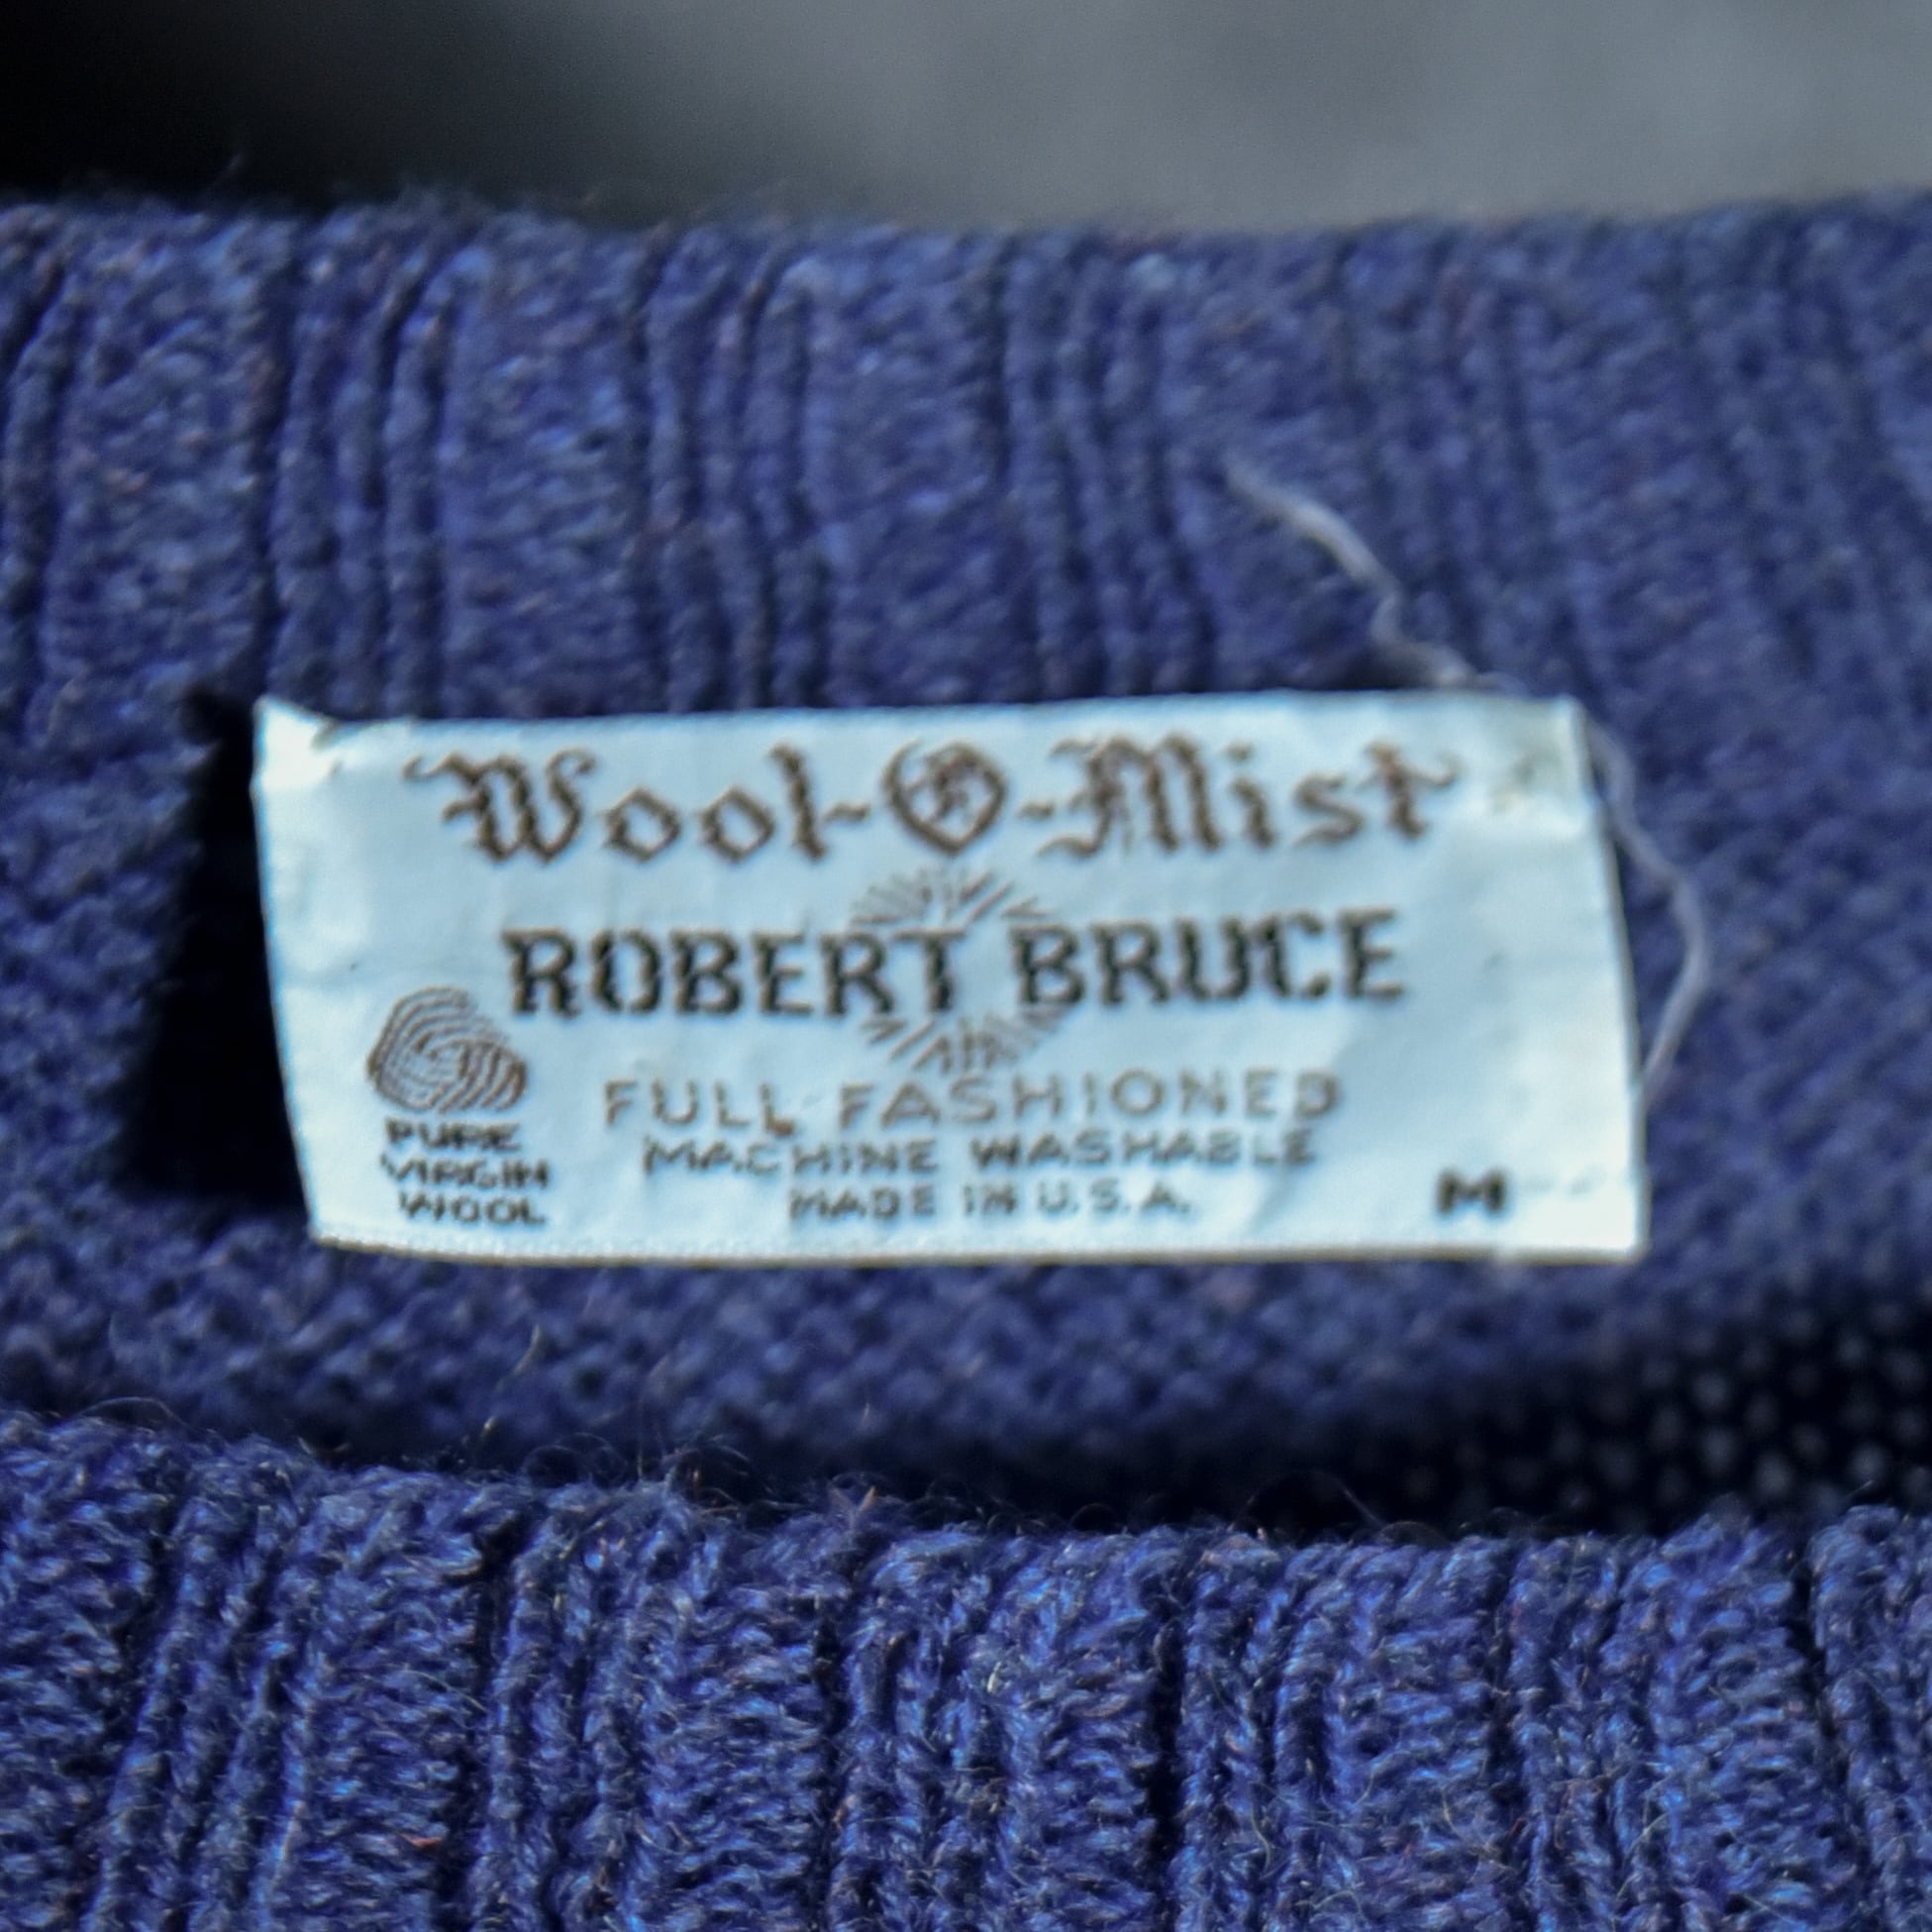 Wool-O-Mist
ROBERT BRUCE
FULL FASHIONED
MACHINE WASHABLE
MADE IN U.S.A.
PURE
VIRGIN
WOOL
M